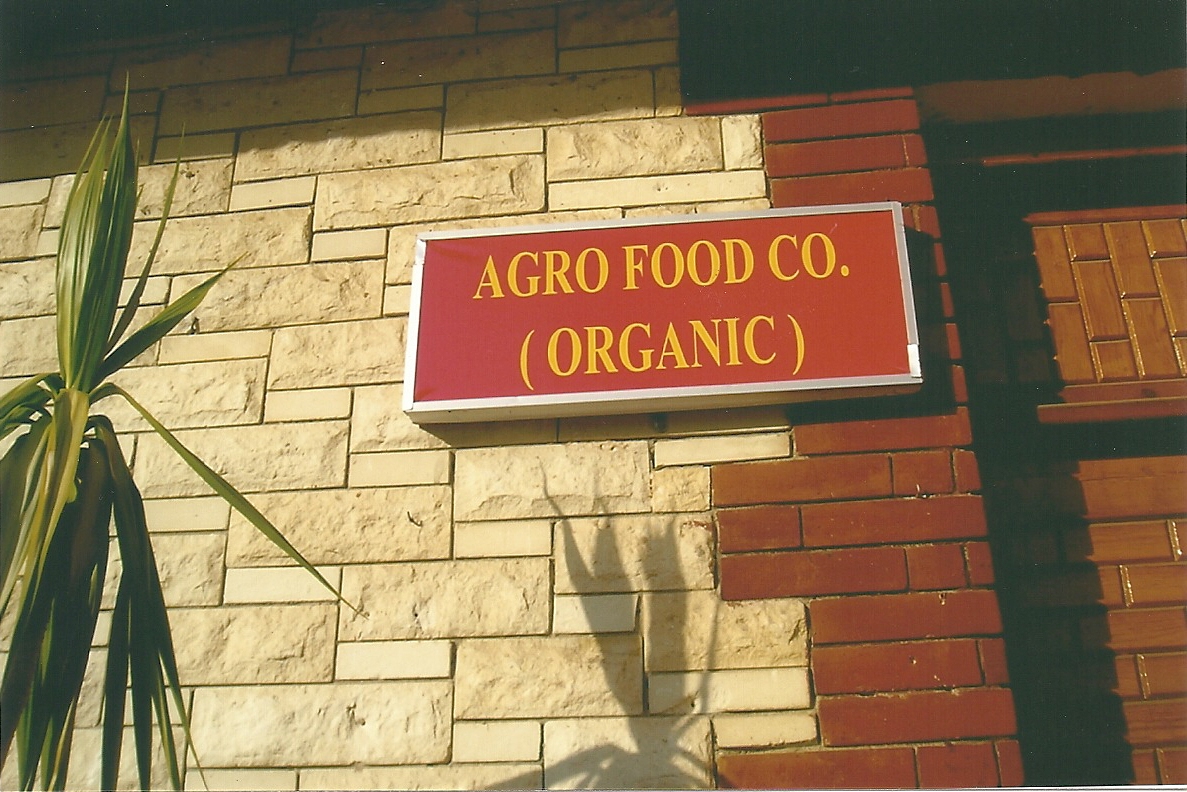 AGRO FOOD CO.
( ORGANIC )